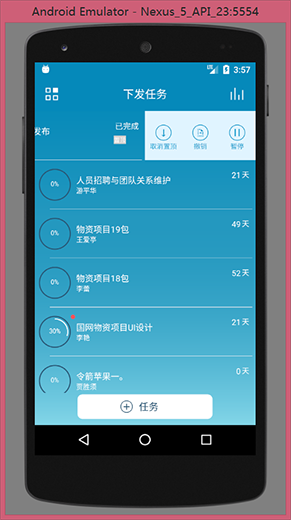 Android Emulator - Nexus_5_API_23:5554
3:57
下发任务
发布
已完成
取消置顶
撤销
暂停
0%
人员招聘与团队关系维护
游平华
21 天
0%
物资项目19包
王爱亭
49 天
0%
物资项目18包
李蕾
52 天
30%
国网物资项目UI设计
李艳
21 天
0%
令箭苹果一。
0 天
任务